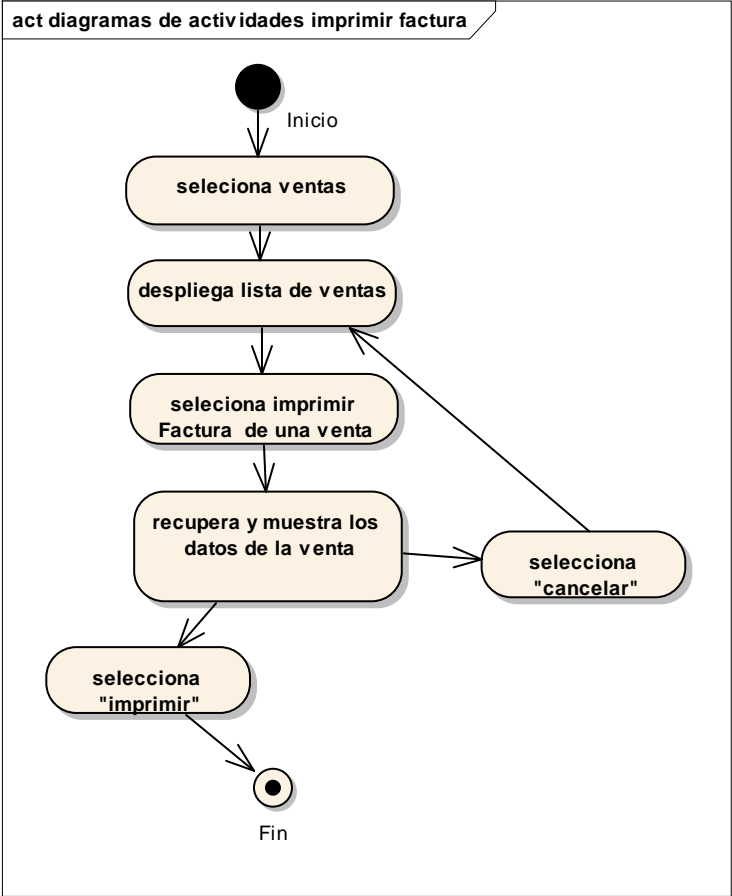 act diagramas de actividades imprimir factura
Inicio
seleciona ventas
despliega lista de ventas
seleciona imprimir
Factura de una venta
recupera y muestra los
datos de la venta
selecciona
"cancelar"
selecciona
"imprimir"
Fin